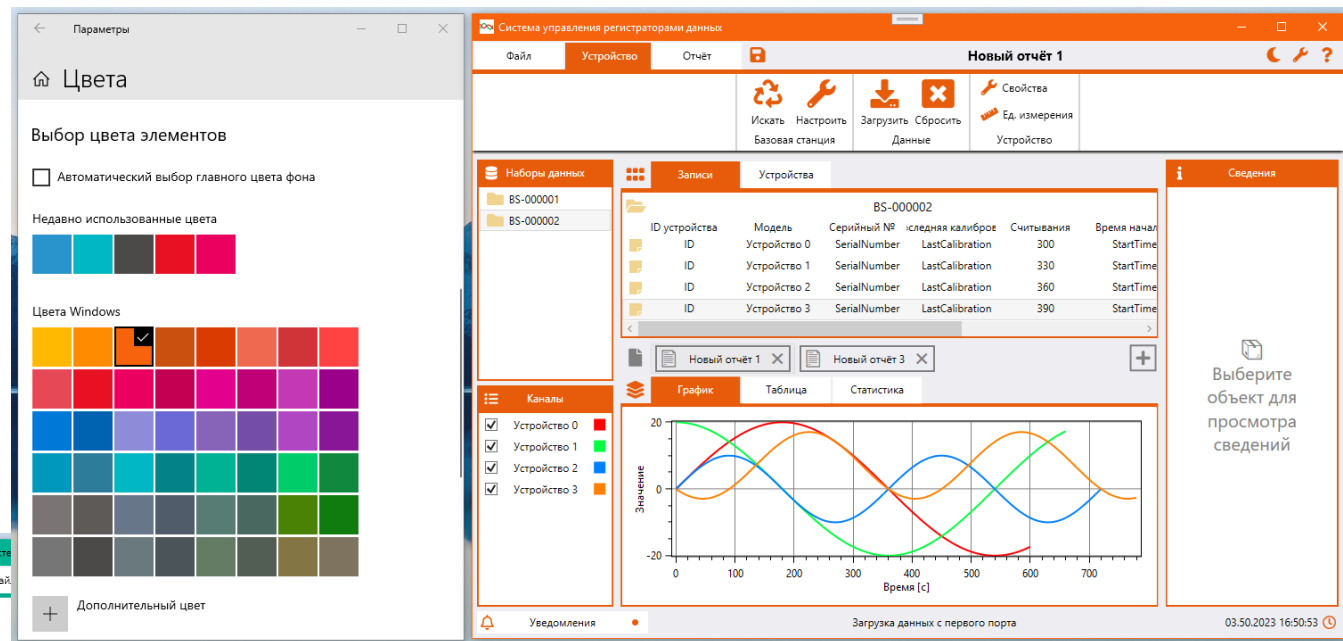 Параметры
Цвета
Выбор цвета элементов
Автоматический выбор главного цвета фона
Недавно использованные цвета
Цвета Windows
Дополнительный цвет
Система управления регистраторами данных
Файл Устройство Отчёт Новый отчёт 1 ?
Искать Настроить Загрузить Сбросить
Базовая станция Данные
Свойства
Ед. измерения
Устройство
Наборы данных
BS-000001
BS-000002
Каналы
Устройство 0
Устройство 1
Устройство 2
Устройство 3
Записи Устройства
BS-000002
ID устройства Модель Серийный № калибров Считывания Время начал
ID Устройство 0 SerialNumber LastCalibration 300 StartTime
ID Устройство 1 SerialNumber LastCalibration 330 StartTime
ID Устройство 2 SerialNumber LastCalibration 360 StartTime
ID Устройство 3 SerialNumber LastCalibration 390 StartTime
Новый отчёт 1 Новый отчёт 3
График Таблица Статистика
20
0
-20
Значение
0 100 200 300 400 500 600 700
Время [с]
Сведения
Выберите
объект для
просмотра
сведений
Уведомления Загрузка данных с первого порта 03.50.2023 16:50:53